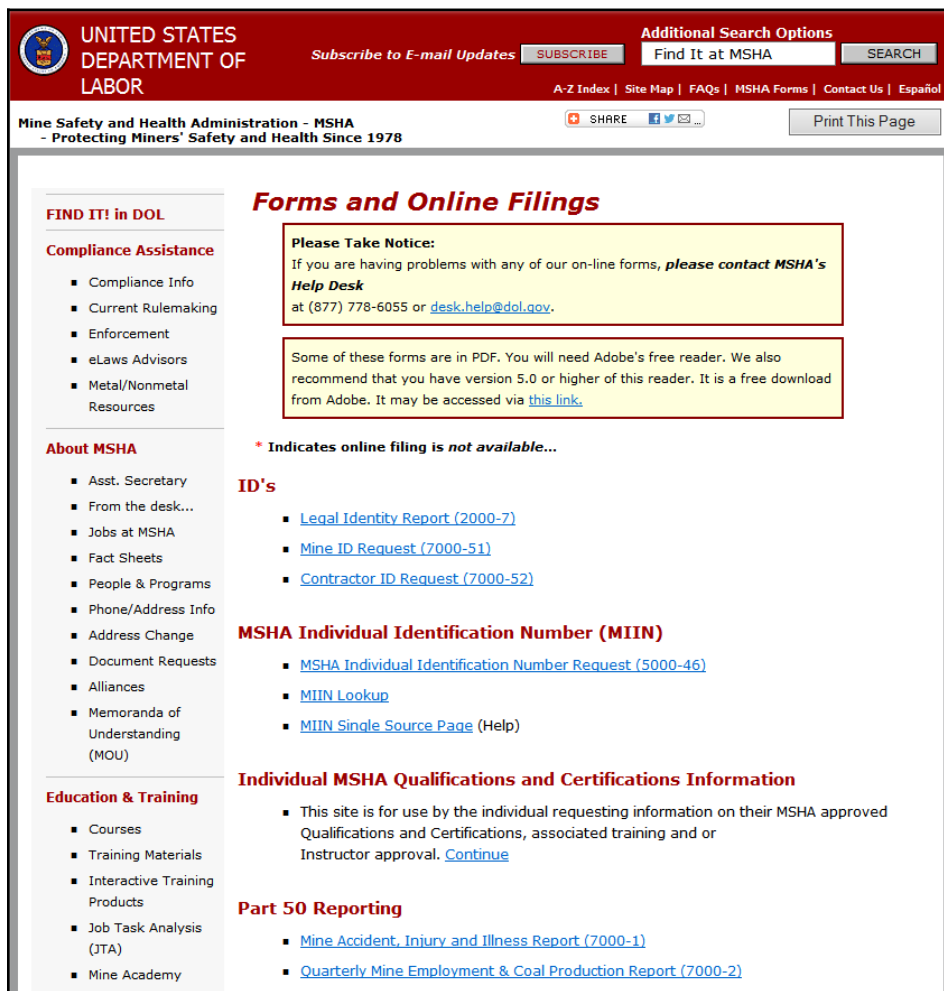 UNITED STATES
DEPARTMENT OF
LABOR
Subscribe to E-mail Updates SUBSCRIBE
Additional Search Options
Find It at MSHA SEARCH
A-Z Index | Site Map | FAQs | MSHA Forms | Contact Us | Español
Mine Safety and Health Administration - MSHA
- Protecting Miners' Safety and Health Since 1978
SHARE ...
Print This Page
FIND IT! in DOL
Compliance Assistance
Compliance Info
Current Rulemaking
Enforcement
eLaws Advisors
Metal/Nonmetal
Resources
About MSHA
Asst. Secretary
From the desk...
Jobs at MSHA
Fact Sheets
People & Programs
Phone/Address Info
Address Change
Document Requests
Alliances
Memoranda of
Understanding
(MOU)
Education & Training
Courses
Training Materials
Interactive Training
Products
Job Task Analysis
(JTA)
Mine Academy
Forms and Online Filings
Please Take Notice:
If you are having problems with any of our on-line forms, please contact MSHA's
Help Desk
at (877) 778-6055 or desk.help@dol.gov.
Some of these forms are in PDF. You will need Adobe's free reader. We also
recommend that you have version 5.0 or higher of this reader. It is a free download
from Adobe. It may be accessed via this link.
* Indicates online filing is not available...
ID's
Legal Identity Report (2000-7)
Mine ID Request (7000-51)
Contractor ID Request (7000-52)
MSHA Individual Identification Number (MIIN)
MSHA Individual Identification Number Request (5000-46)
MIIN Lookup
MIIN Single Source Page (Help)
Individual MSHA Qualifications and Certifications Information
This site is for use by the individual requesting information on their MSHA approved
Qualifications and Certifications, associated training and or
Instructor approval. Continue
Part 50 Reporting
Mine Accident, Injury and Illness Report (7000-1)
Quarterly Mine Employment & Coal Production Report (7000-2)